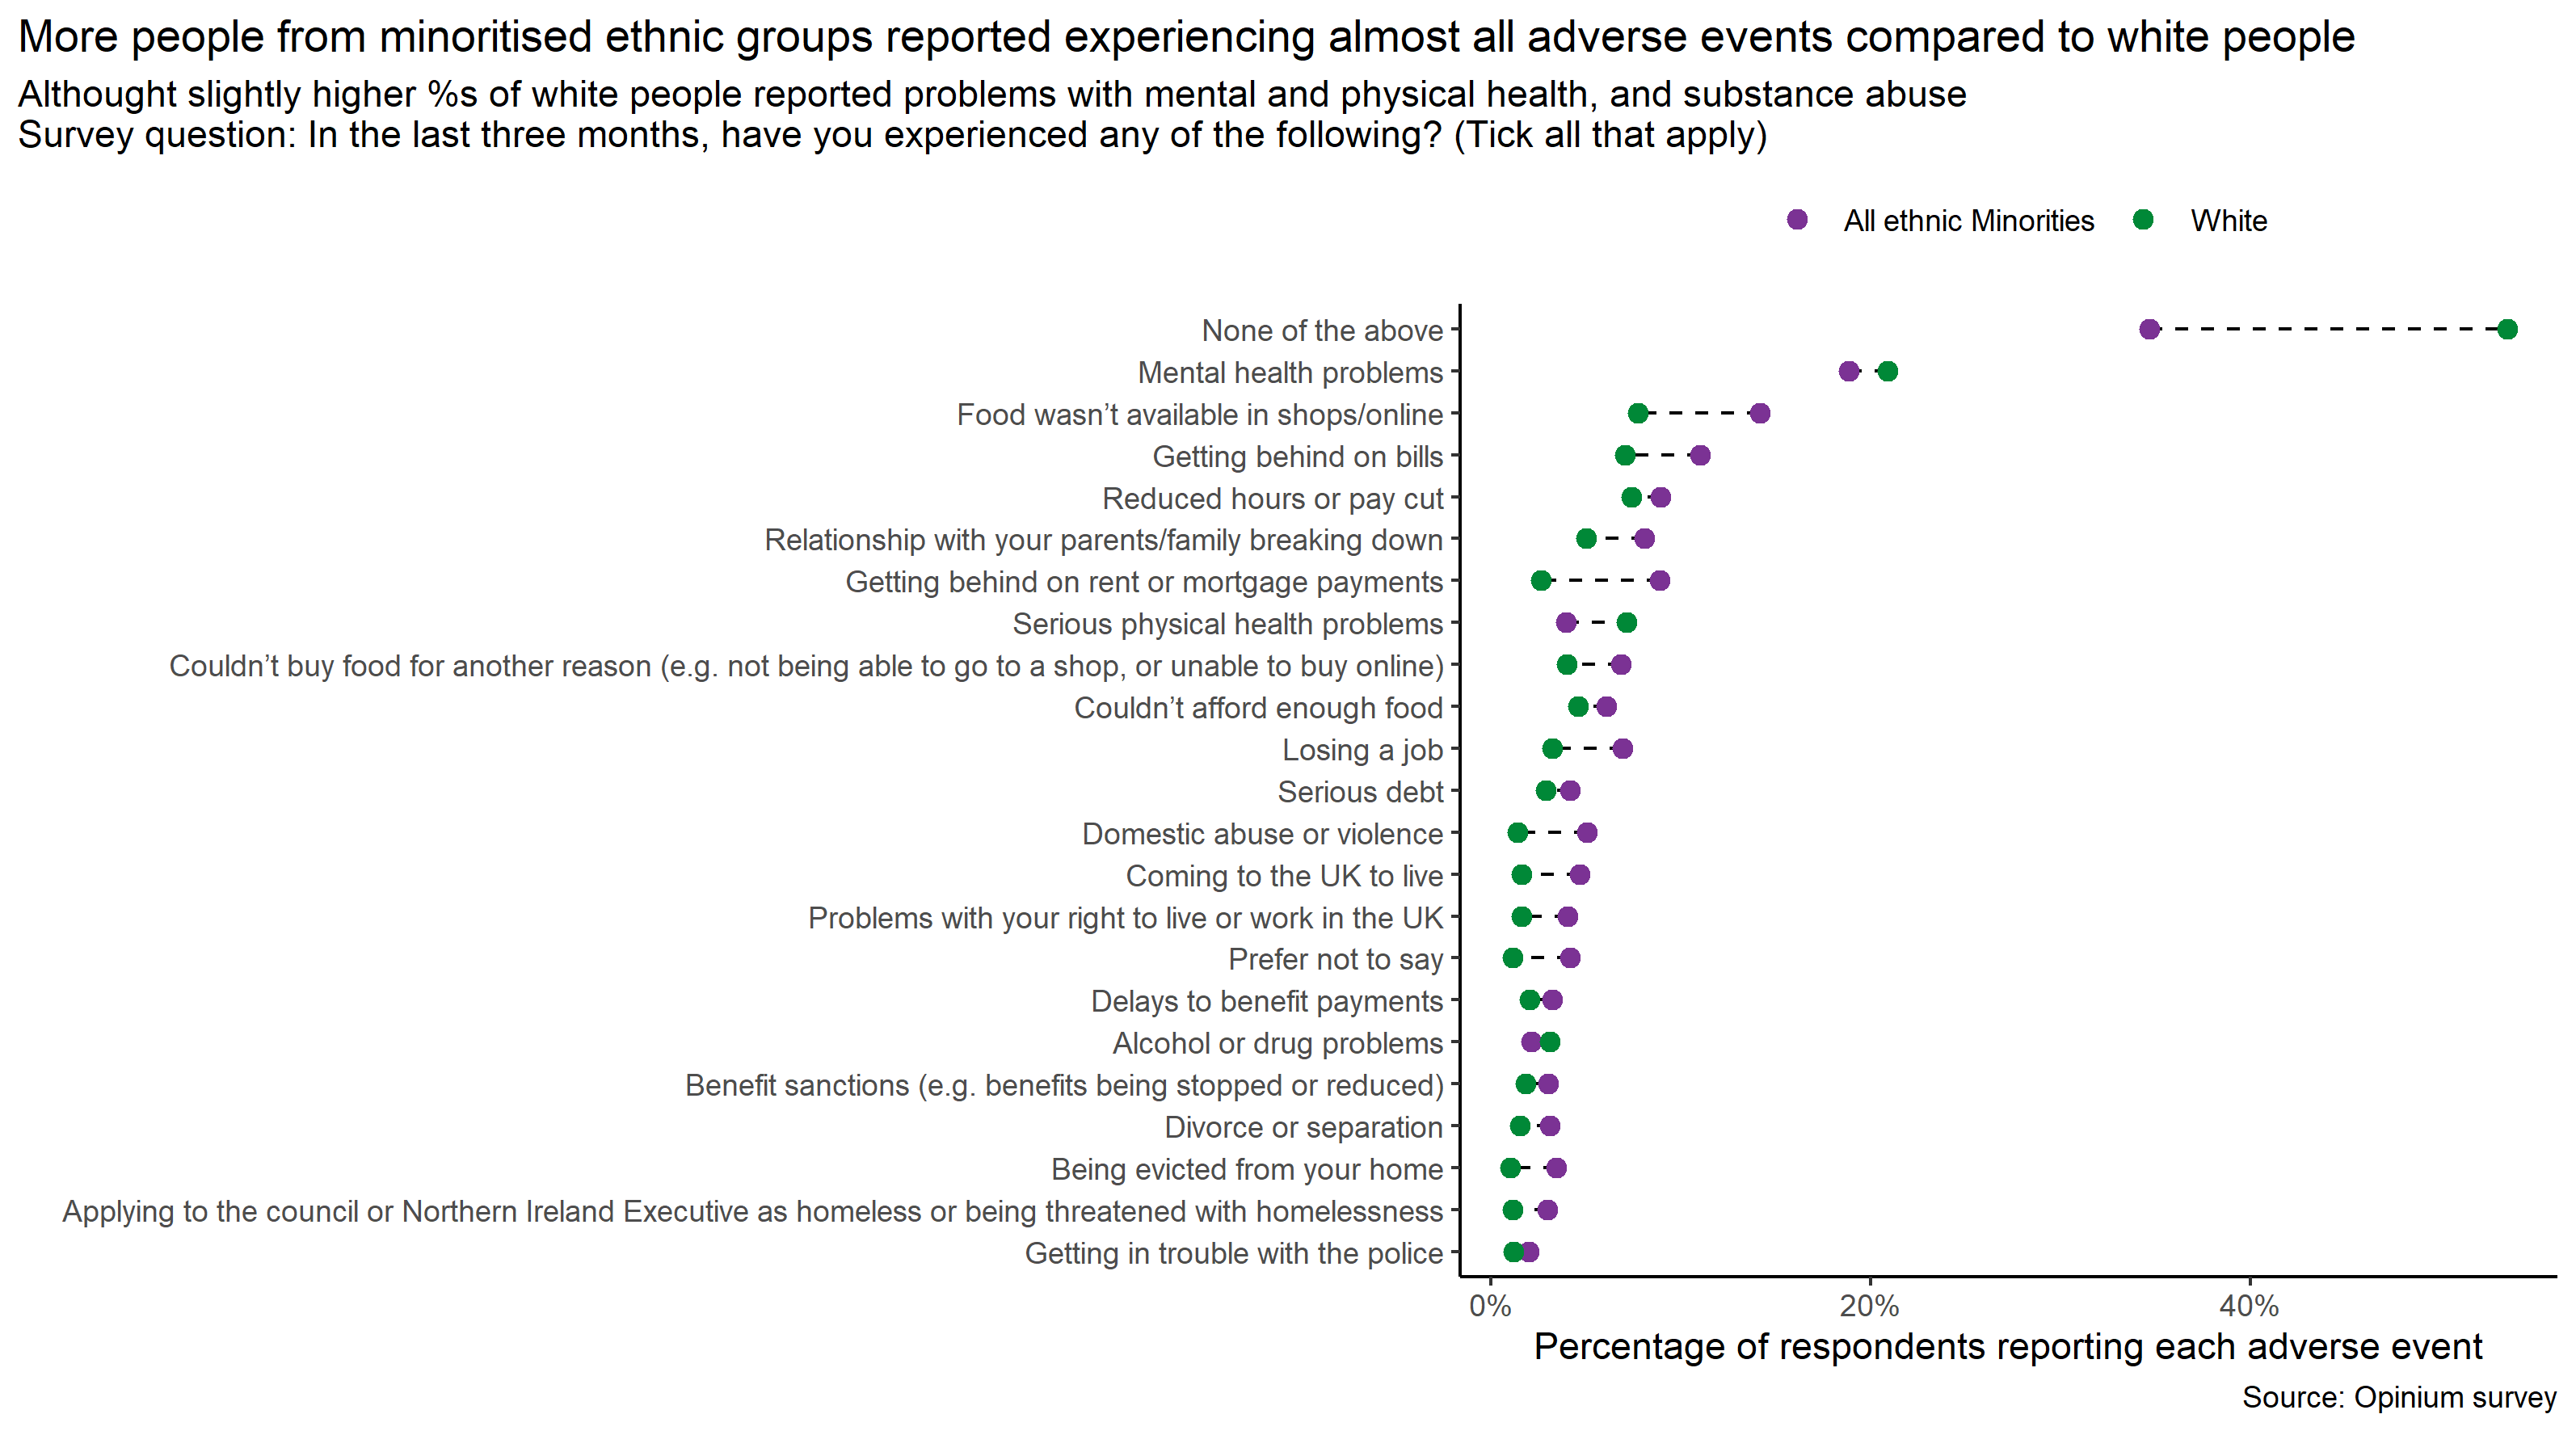 More people from minoritised ethnic groups reported experiencing almost all adverse events compared to white people
Althought slightly higher %s of white people reported problems with mental and physical health, and substance abuse
Survey question: In the last three months, have you experienced any of the following? (Tick all that apply)
All ethnic Minorities
White
None of the above
Mental health problems
Food wasn’t available in shops/online
Getting behind on bills
Reduced hours or pay cut
Relationship with your parents/family breaking down
Getting behind on rent or mortgage payments
Serious physical health problems
Couldn’t buy food for another reason (e.g. not being able to go to a shop, or unable to buy online)
Couldn’t afford enough food
Losing a job
Serious debt
Domestic abuse or violence
Coming to the UK to live
Problems with your right to live or work in the UK
Prefer not to say
Delays to benefit payments
Alcohol or drug problems
Benefit sanctions (e.g. benefits being stopped or reduced)
Divorce or separation
Being evicted from your home
Applying to the council or Northern Ireland Executive as homeless or being threatened with homelessness
Getting in trouble with the police
0%
20%
40%
Percentage of respondents reporting each adverse event
Source: Opinium survey